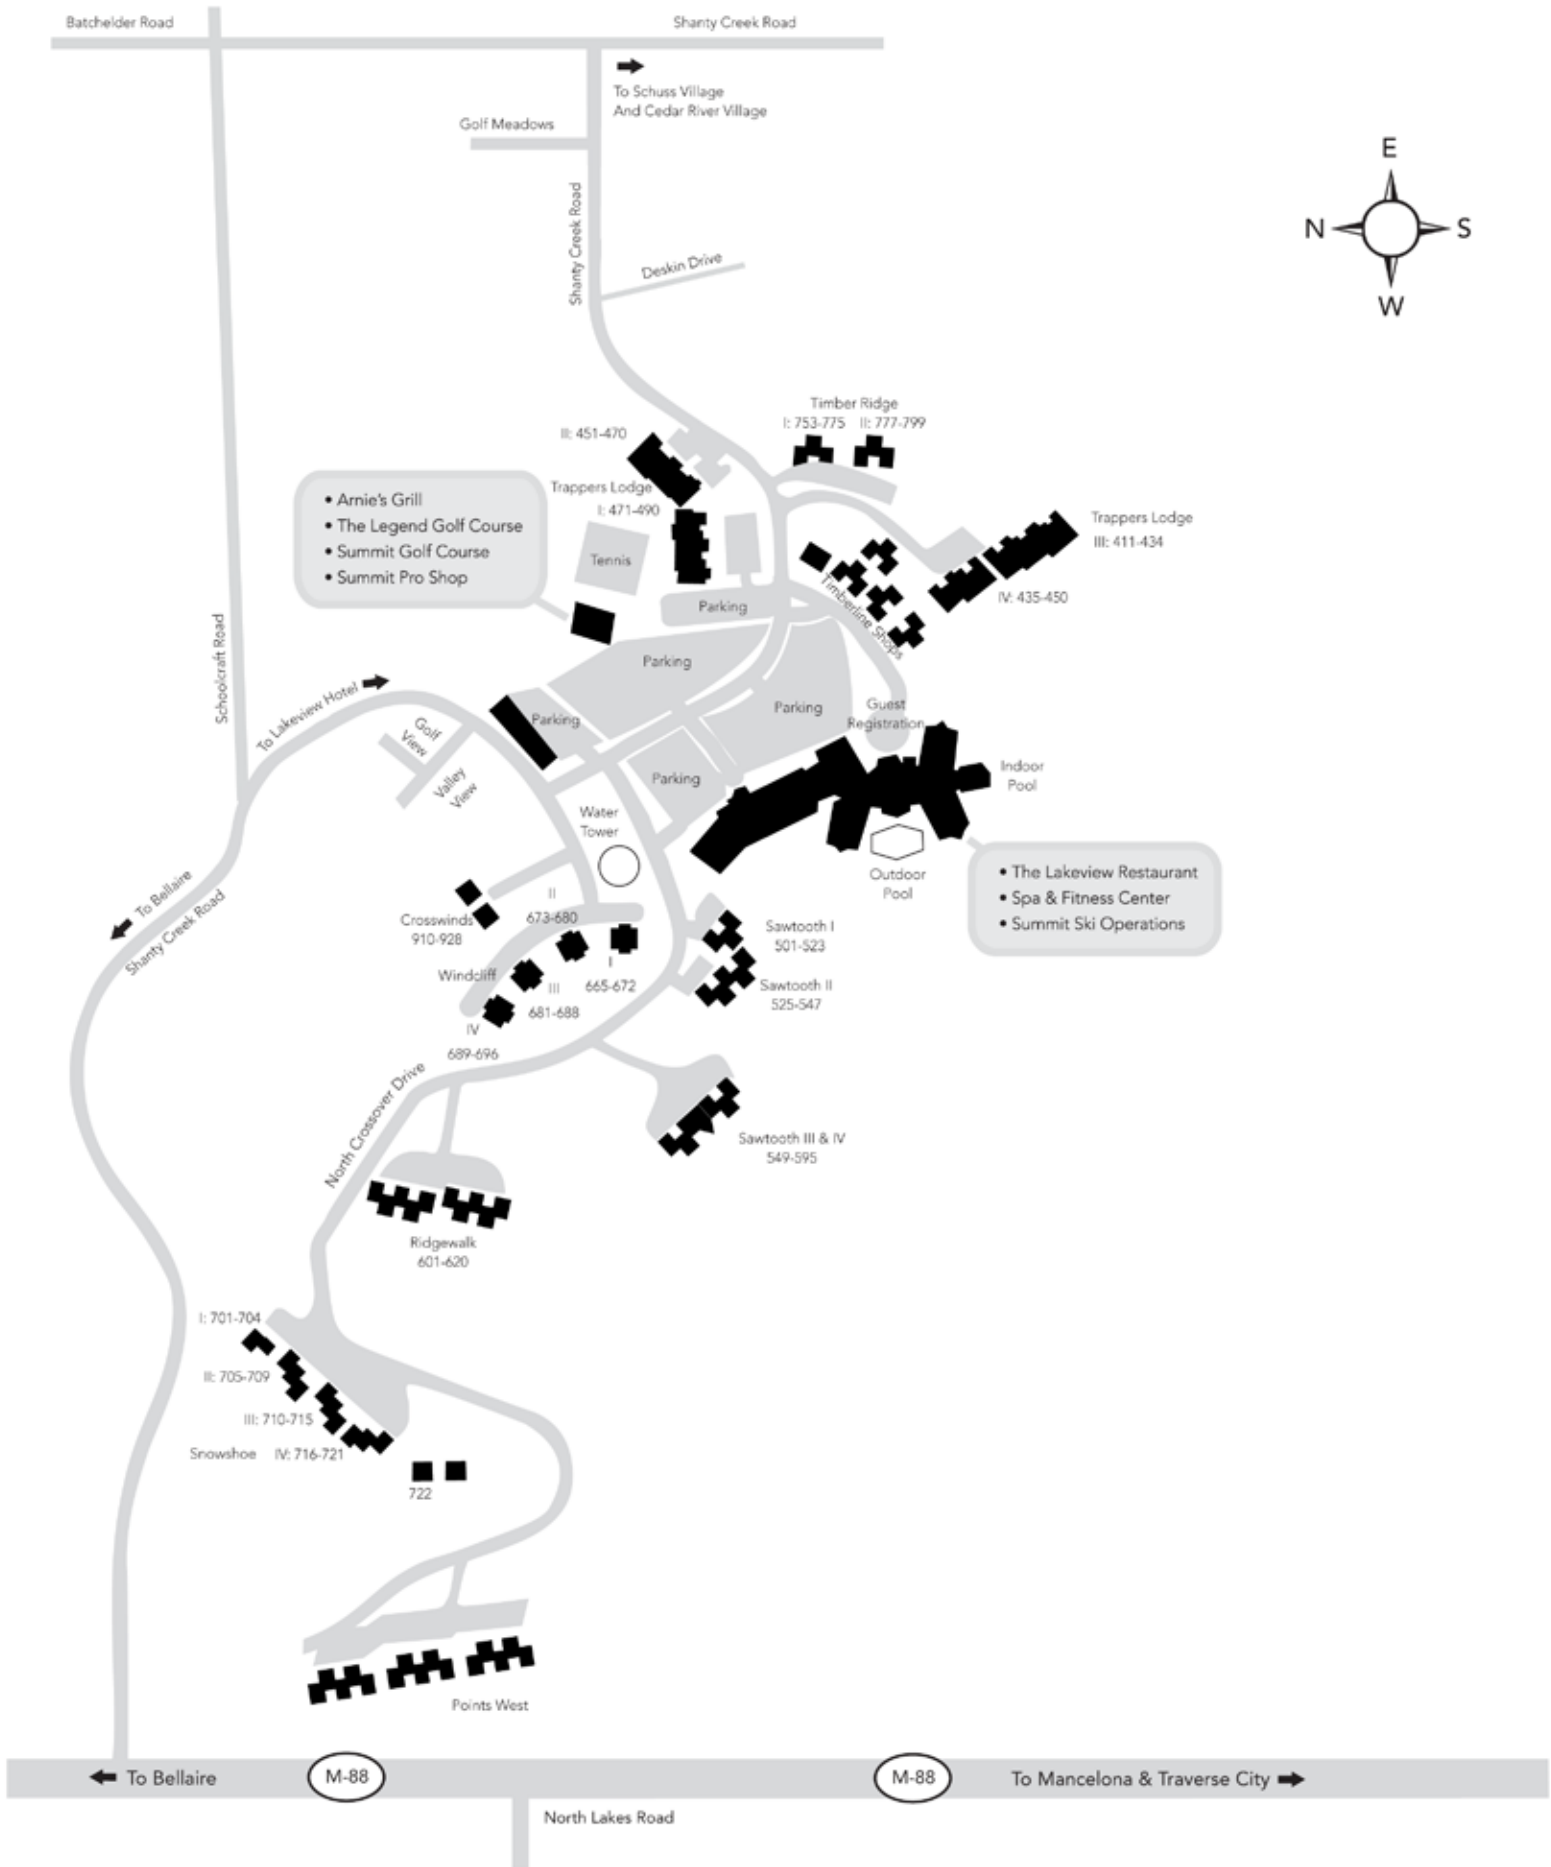 Batchelder Road
Shanty Creek Road
To Schuss Village
And Cedar River Village
Golf Meadows
E
N
S
W
Shanty Creek Road
Deskin Drive
Timber Ridge
I: 753-775 II: 777-799
II: 451-470
Trappers Lodge
I: 471-490
• Arnie's Grill
• The Legend Golf Course
• Summit Golf Course
• Summit Pro Shop
Tennis
Trappers Lodge
III: 411-434
IV: 435-450
Timberline Shops
Parking
Parking
Schoolcraft Road
To Lakeview Hotel
Parking
Parking
Guest
Registration
Golf
View
Valley
View
Parking
Indoor
Pool
Water
Tower
Outdoor
Pool
• The Lakeview Restaurant
• Spa & Fitness Center
• Summit Ski Operations
To Bellaire
Shanty Creek Road
Crosswinds
910-928
II
673-680
Sawtooth I
501-523
Windcliff
I
665-672
III
681-688
Sawtooth II
525-547
IV
689-696
North Crossover Drive
Sawtooth III & IV
549-595
Ridgewalk
601-620
I: 701-704
II: 705-709
III: 710-715
Snowshoe IV: 716-721
722
Points West
To Bellaire
M-88
M-88
To Mancelona & Traverse City
North Lakes Road